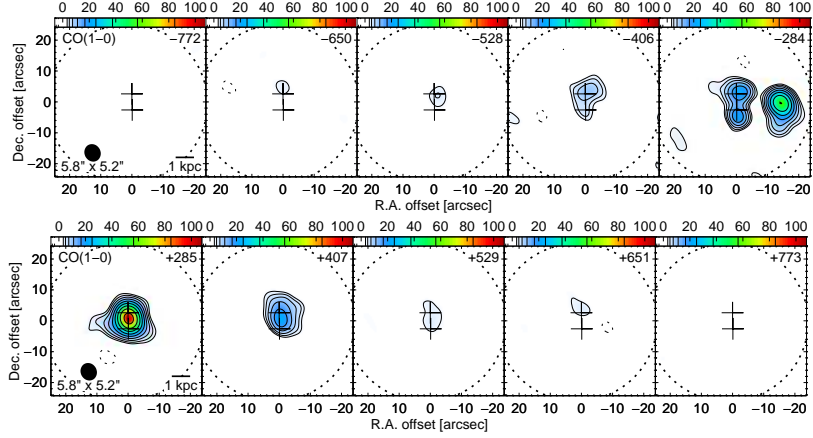 0 20 40 60 80 100 0 20 40 60 80 100 0 20 40 60 80 100 0 20 40 60 80 100 0 20 40 60 80 100
CO(1−0) −772 −650 −528 −406 −284
20
10
0
−10
−20
Dec. offset [arcsec]
5.8" x 5.2" 1 kpc
20 10 0 −10 −20 20 10 0 −10 −20 20 10 0 −10 −20 20 10 0 −10 −20 20 10 0 −10 −20
R.A. offset [arcsec]
0 20 40 60 80 100 0 20 40 60 80 100 0 20 40 60 80 100 0 20 40 60 80 100 0 20 40 60 80 100
CO(1−0) +285 +407 +529 +651 +773
20
10
0
−10
−20
Dec. offset [arcsec]
5.8" x 5.2" 1 kpc
20 10 0 −10 −20 20 10 0 −10 −20 20 10 0 −10 −20 20 10 0 −10 −20 20 10 0 −10 −20
R.A. offset [arcsec]